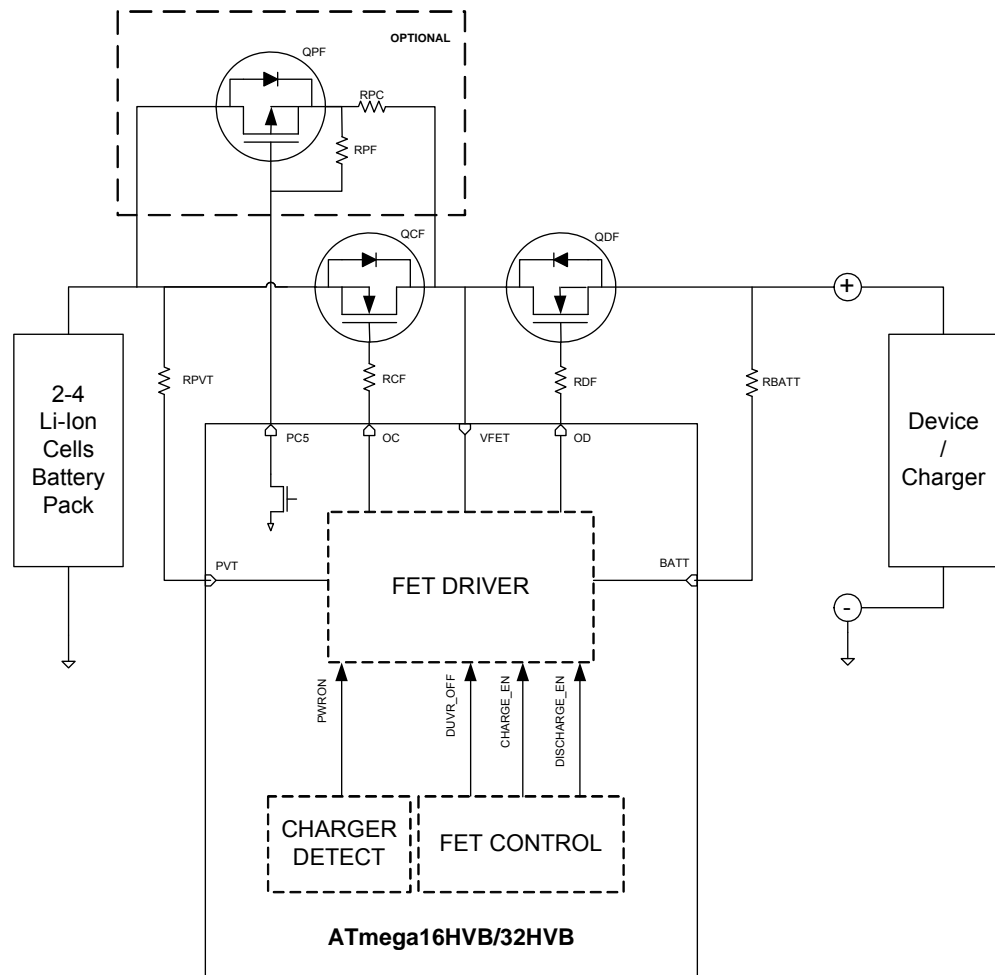 OPTIONAL
QPF
RPC
RPF
QCF
QDF
+
RPVT
RCF
RDF
RBATT
2-4
Li-Ion
Cells
Battery
Pack
Device
/
Charger
PC5
OC
VFET
OD
PVT
FET DRIVER
BATT
-
PWRON
DUVR_OFF
CHARGE_EN
DISCHARGE_EN
CHARGER
DETECT
FET CONTROL
ATmega16HVB/32HVB